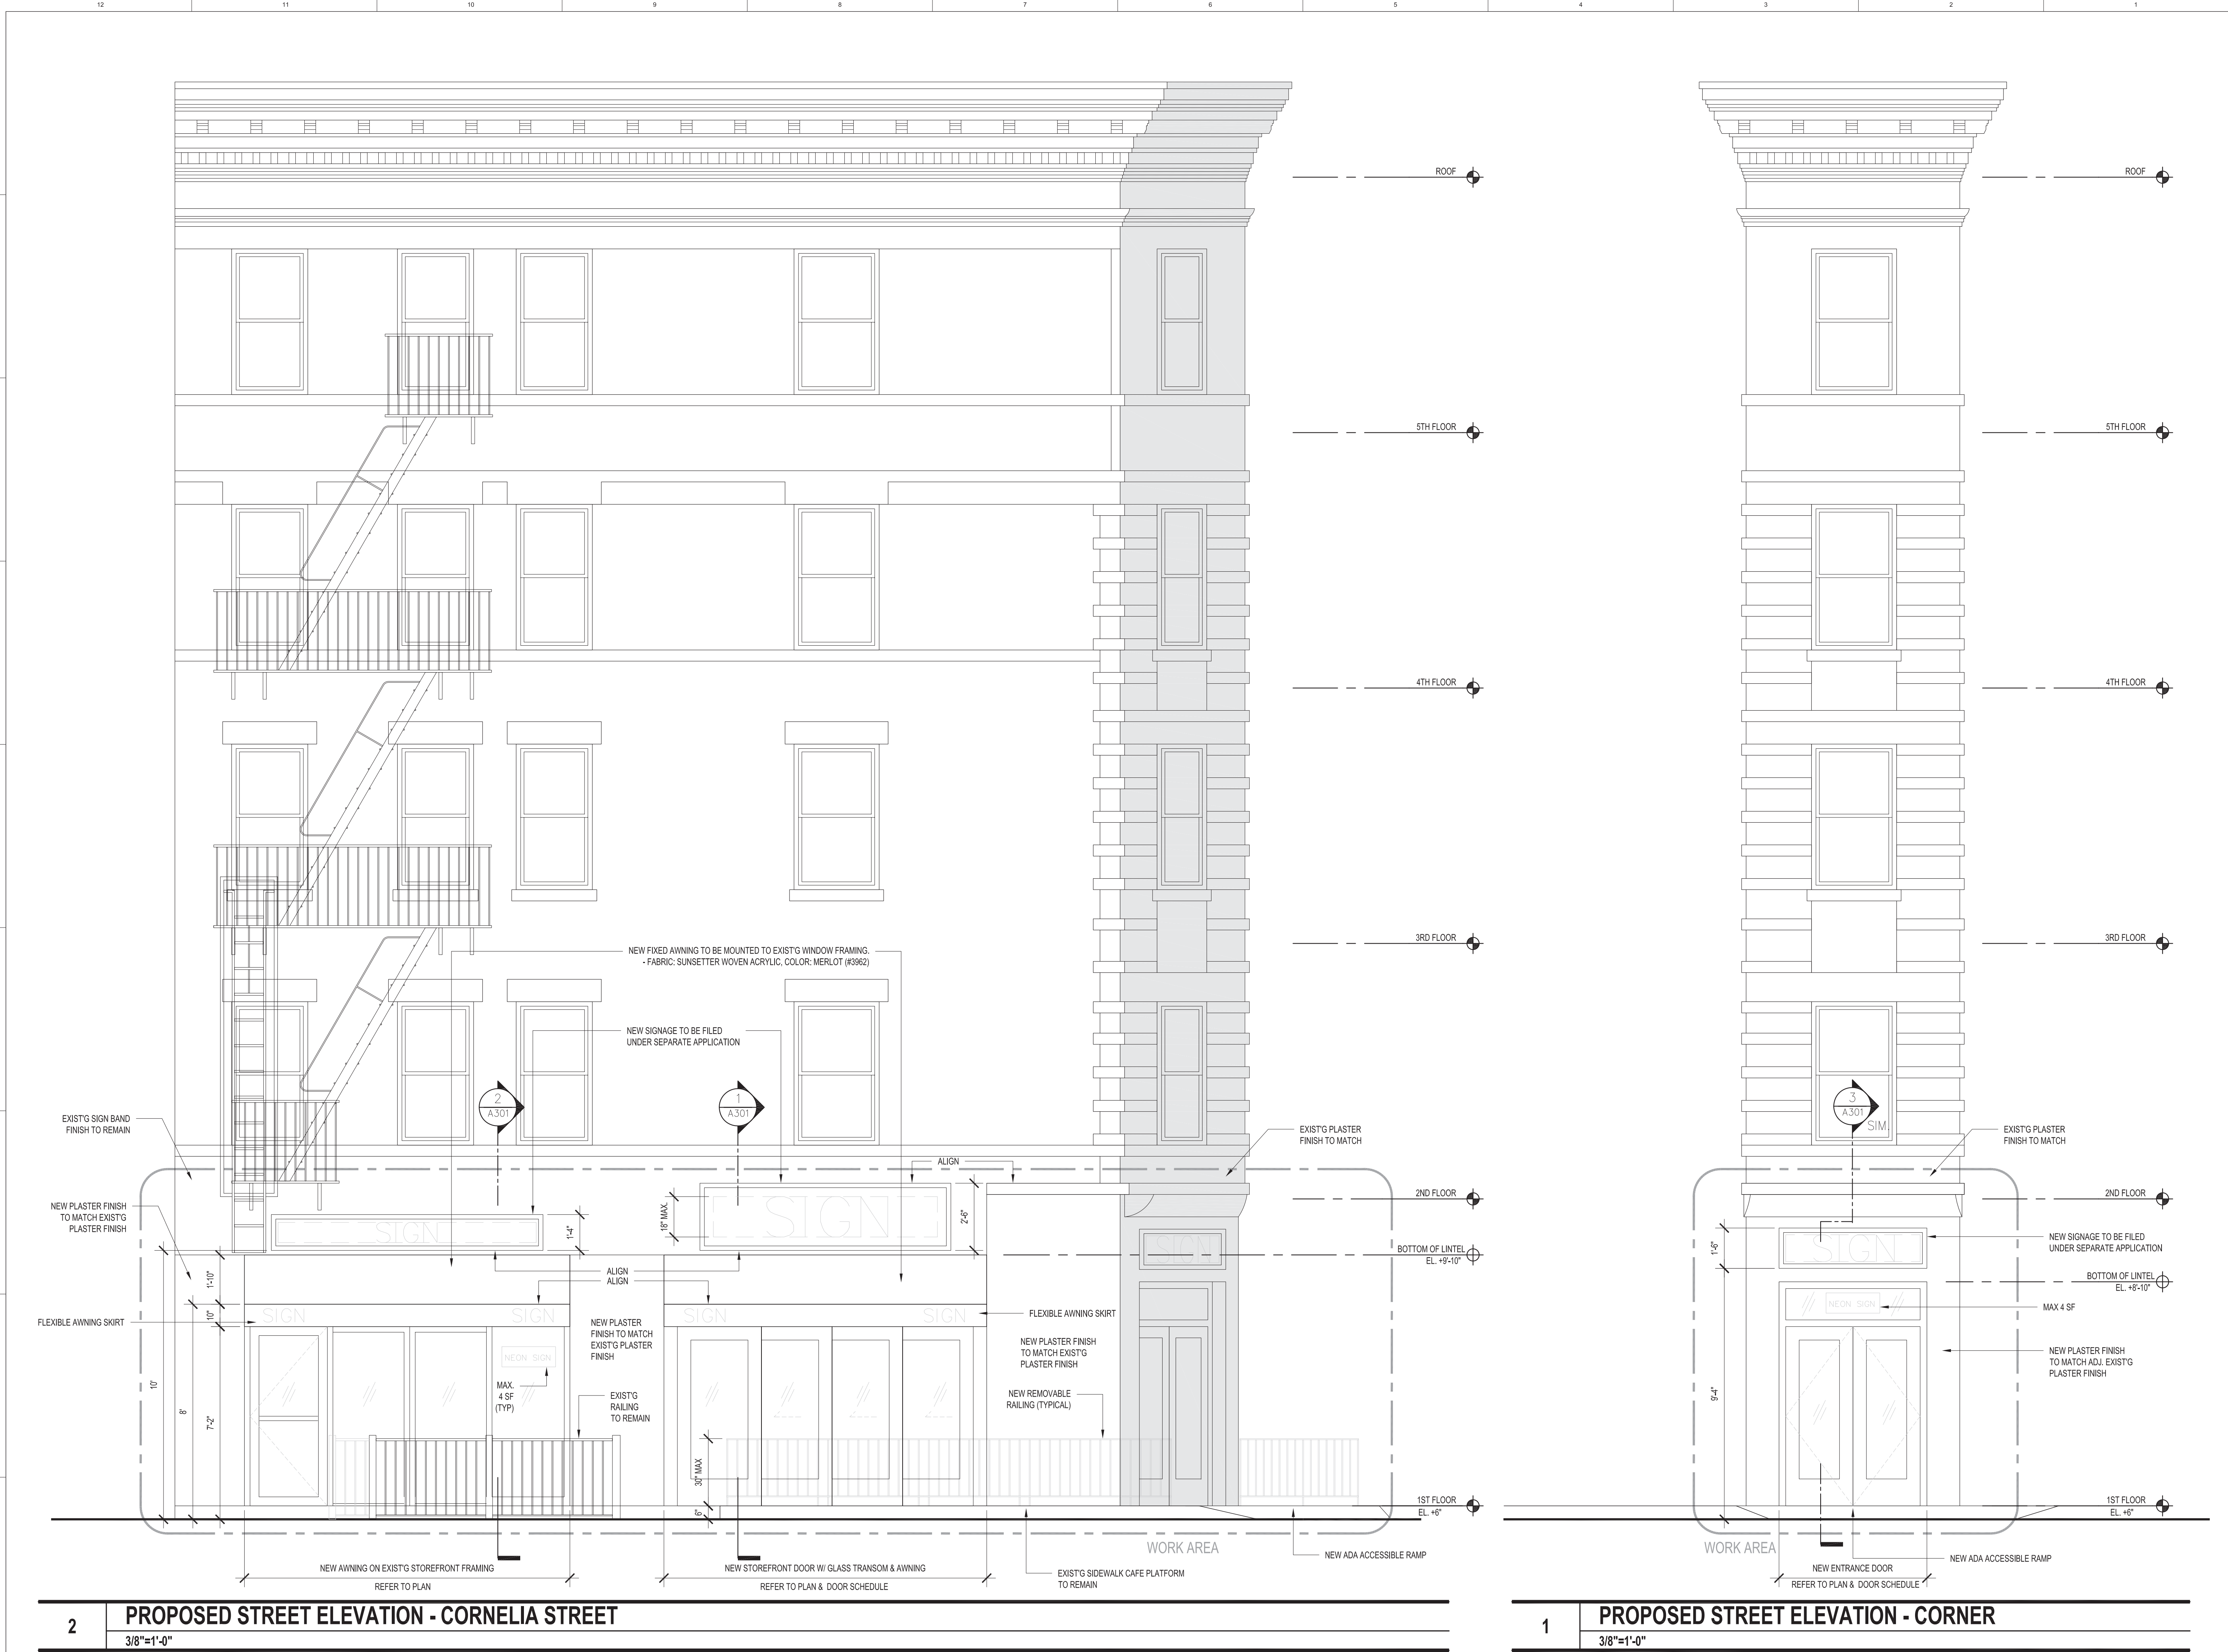 12 11 10 9 8 7 6 5 4 3 2 1
ROOF
5TH FLOOR
4TH FLOOR
3RD FLOOR
2ND FLOOR
BOTTOM OF LINTEL
EL. +9'-10"
1ST FLOOR
EL. +6"
NEW FIXED AWNING TO BE MOUNTED TO EXIST'G WINDOW FRAMING.
- FABRIC: SUNSETTER WOVEN ACRYLIC, COLOR: MERLOT (#3962)
NEW SIGNAGE TO BE FILED
UNDER SEPARATE APPLICATION
2
A301
1
A301
EXIST'G SIGN BAND
FINISH TO REMAIN
EXIST'G PLASTER
FINISH TO MATCH
ALIGN
NEW PLASTER FINISH
TO MATCH EXIST'G
PLASTER FINISH
SIGN
1'-4"
18" MAX.
SIGN
2'-6"
SIGN
ALIGN
ALIGN
1'-10"
10"
10'
8'
7'-2"
FLEXIBLE AWNING SKIRT
SIGN
SIGN
SIGN
SIGN
FLEXIBLE AWNING SKIRT
NEW PLASTER
FINISH TO MATCH
EXIST'G PLASTER
FINISH
NEW PLASTER FINISH
TO MATCH EXIST'G
PLASTER FINISH
NEON SIGN
MAX.
4 SF
(TYP)
EXIST'G
RAILING
TO REMAIN
NEW REMOVABLE
RAILING (TYPICAL)
30" MAX
6"
WORK AREA
NEW ADA ACCESSIBLE RAMP
EXIST'G SIDEWALK CAFE PLATFORM
TO REMAIN
NEW AWNING ON EXIST'G STOREFRONT FRAMING
REFER TO PLAN
NEW STOREFRONT DOOR W/ GLASS TRANSOM & AWNING
REFER TO PLAN & DOOR SCHEDULE
2
PROPOSED STREET ELEVATION - CORNELIA STREET
3/8"=1'-0"
ROOF
5TH FLOOR
4TH FLOOR
3RD FLOOR
3
A301
SIM.
EXIST'G PLASTER
FINISH TO MATCH
2ND FLOOR
SIGN
1'-6"
NEW SIGNAGE TO BE FILED
UNDER SEPARATE APPLICATION
BOTTOM OF LINTEL
EL. +8'-10"
NEON SIGN
MAX 4 SF
NEW PLASTER FINISH
TO MATCH ADJ. EXIST'G
PLASTER FINISH
9'-4"
1ST FLOOR
EL. +6"
WORK AREA
NEW ADA ACCESSIBLE RAMP
NEW ENTRANCE DOOR
REFER TO PLAN & DOOR SCHEDULE
1
PROPOSED STREET ELEVATION - CORNER
3/8"=1'-0"